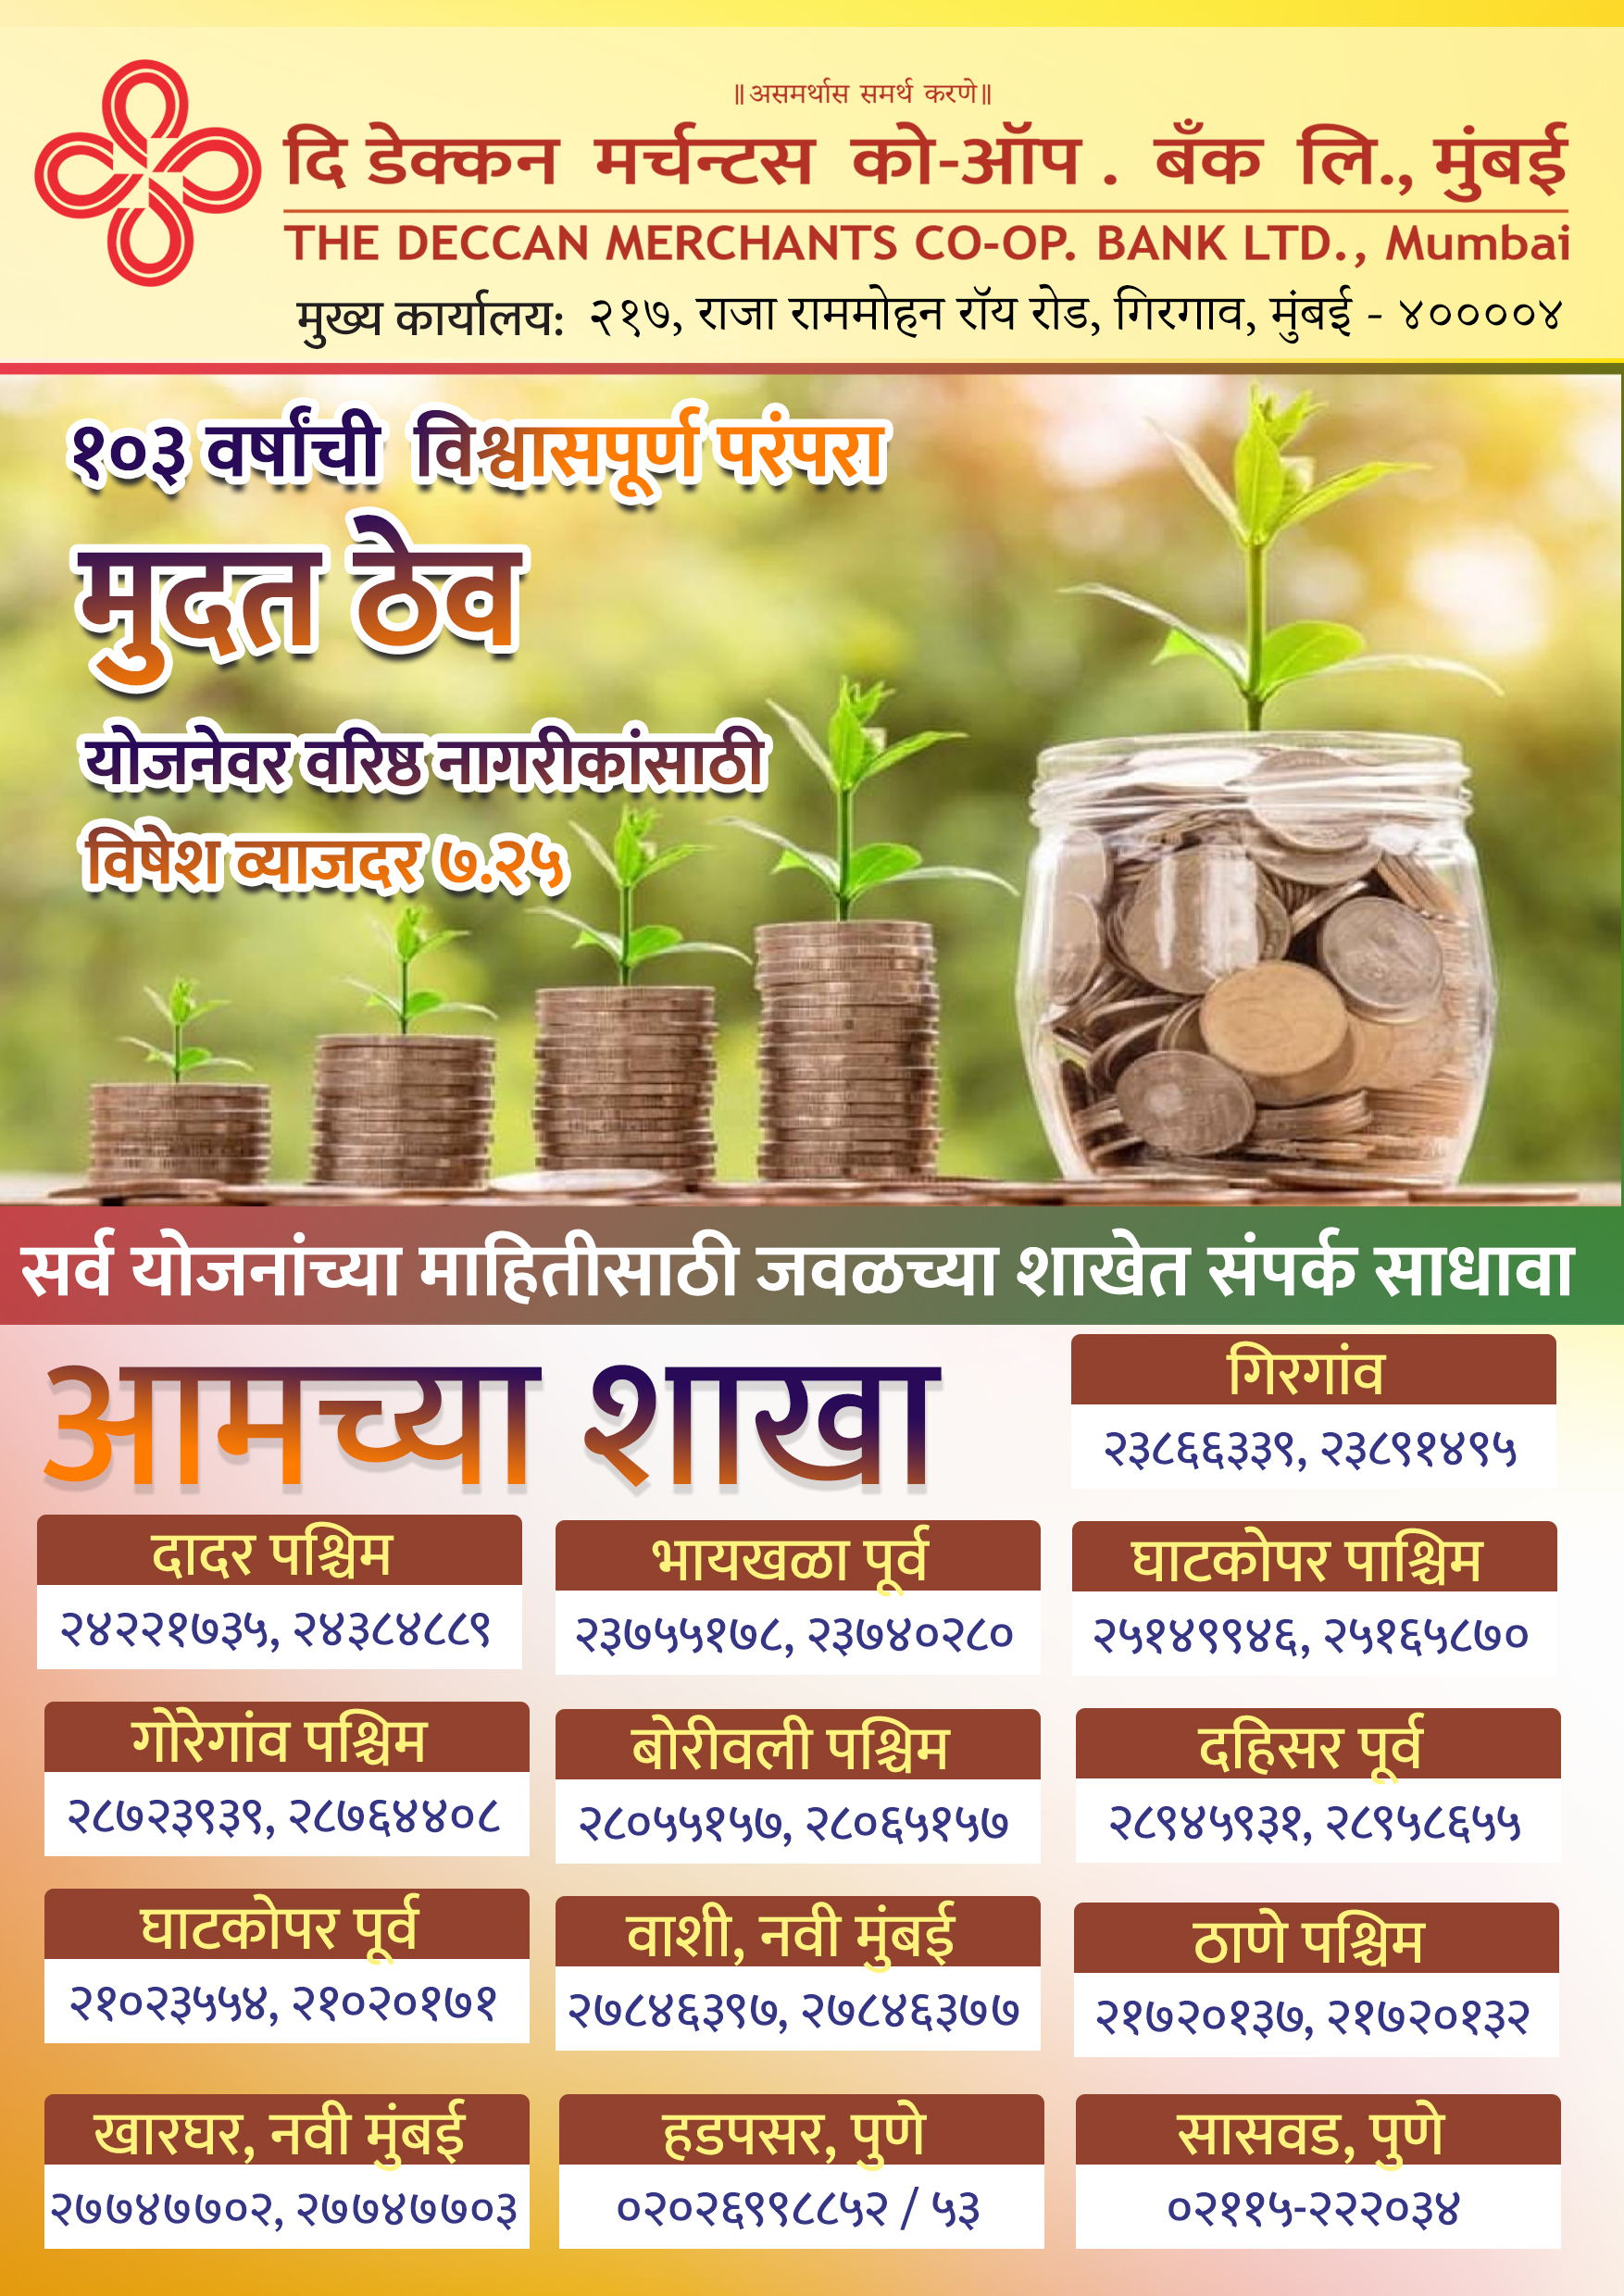 ॥असमर्थास समर्थ करणे॥
दि डेक्कन मर्चन्टस को-ऑप . बँक लि., मुंबई
THE DECCAN MERCHANTS CO-OP. BANK LTD., Mumbai
मुख्य कार्यालय: २१७, राजा राममोहन रॉय रोड, गिरगाव, मुंबई - ४००००४
१०३ वर्षांची विश्वासपूर्ण परंपरा
मुदत ठेव
योजनेवर वरिष्ठ नागरीकांसाठी
विषेश व्याजदर ७.२५
सर्व योजनांच्या माहितीसाठी जवळच्या शाखेत संपर्क साधावा
आमच्या शाखा
गिरगांव
२३८६६३३९, २३८९१४९५
दादर पश्चिम
२४२२१७३५, २४३८४८८९
भायखळा पूर्व
२३७५५१७८, २३७४०२८०
घाटकोपर पाश्चिम
२५१४९९४६, २५१६५८७०
गोरेगांव पश्चिम
२८७२३९३९, २८७६४४०८
बोरीवली पश्चिम
२८०५५१५७, २८०६५१५७
दहिसर पूर्व
२८९४५९३१, २८९५८६५५
घाटकोपर पूर्व
२१०२३५५४, २१०२०१७१
वाशी, नवी मुंबई
२७८४६३९७, २७८४६३७७
ठाणे पश्चिम
२१७२०१३७, २१७२०१३२
खारघर, नवी मुंबई
२७७४७७०२, २७७४७७०३
हडपसर, पुणे
०२०२६९९८८५२ / ५३
सासवड, पुणे
०२११५-२२२०३४